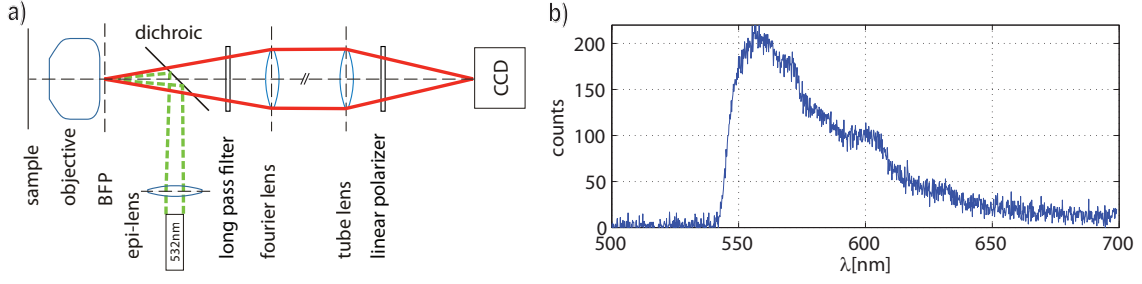 a)
dichroic
CCD
sample
objective
BFP
epi-lens
532nm
long pass filter
fourier lens
tube lens
linear polarizer
b)
counts
200
150
100
50
0
500
550
600
650
700
λ[nm]